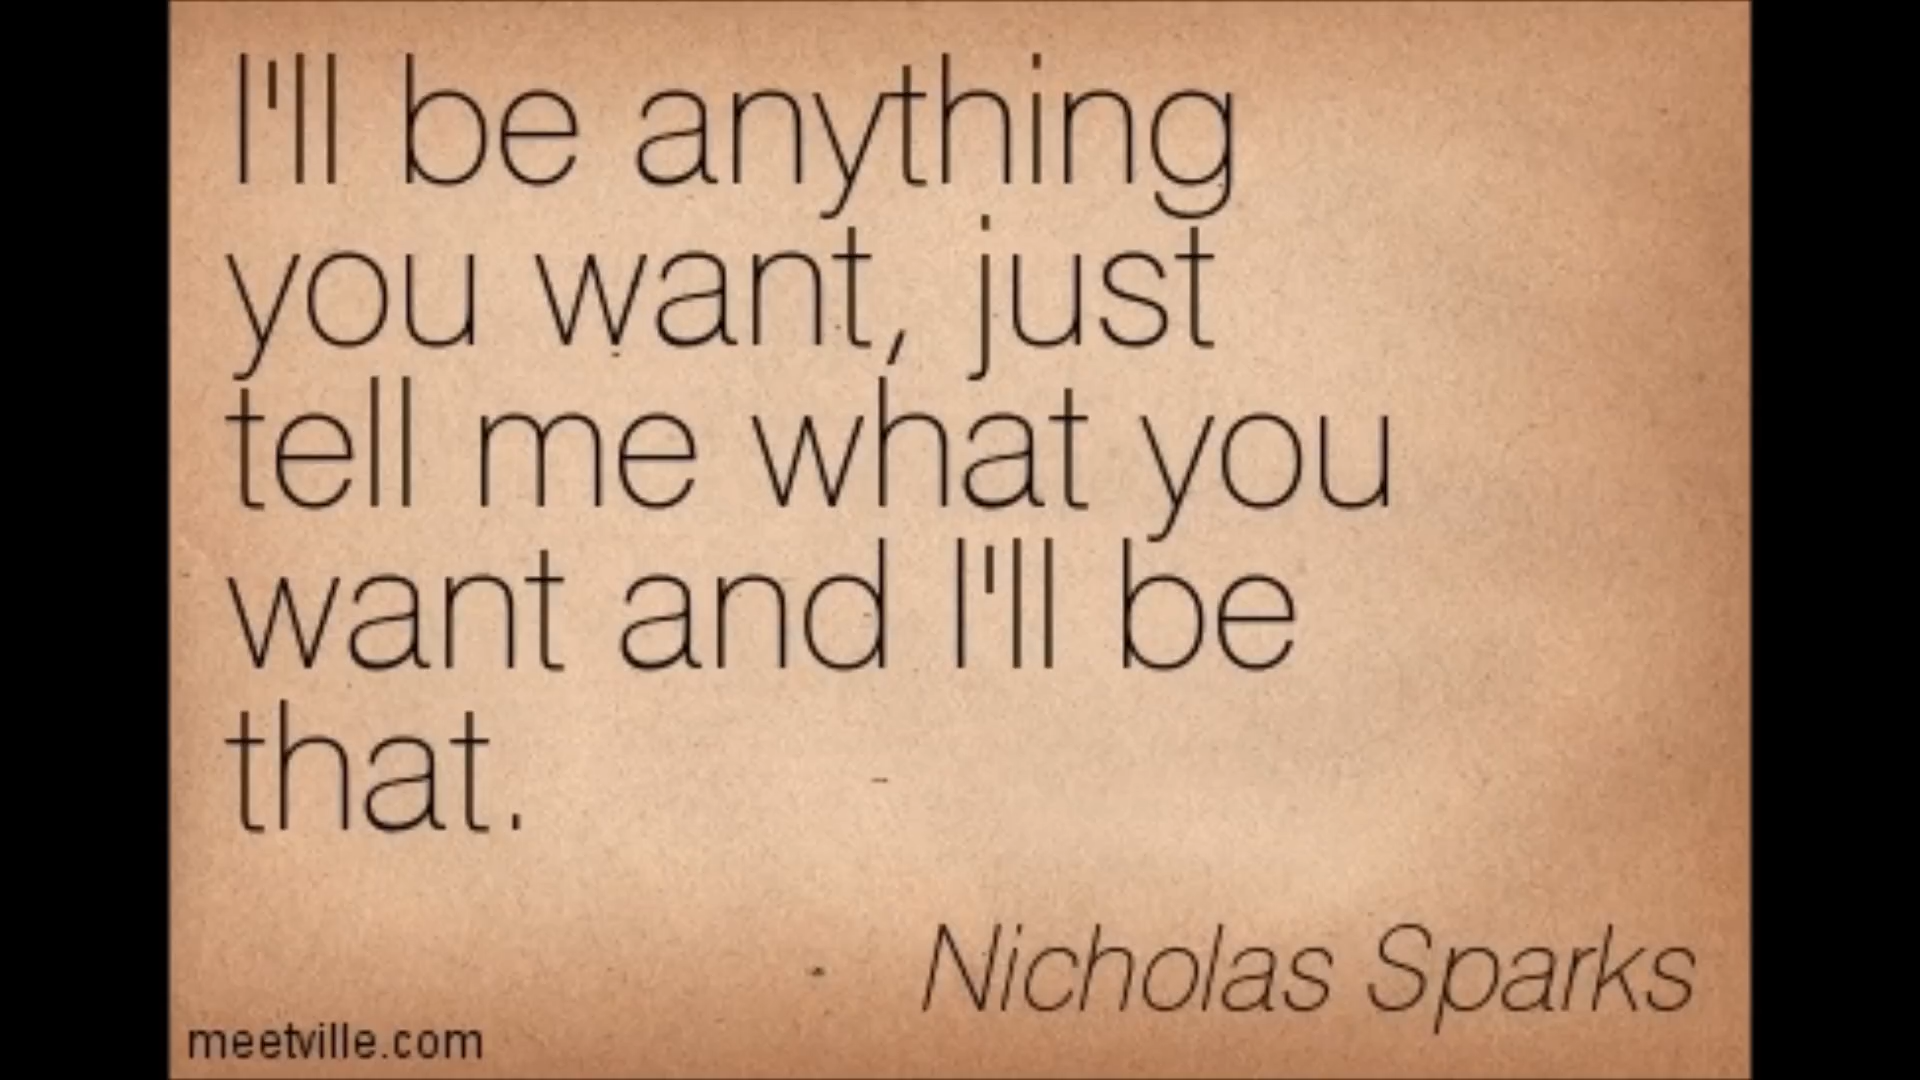 I'll be anything
you want, just
tell me what you
want and I'll be
that.
Nicholas Sparks
meetville.com